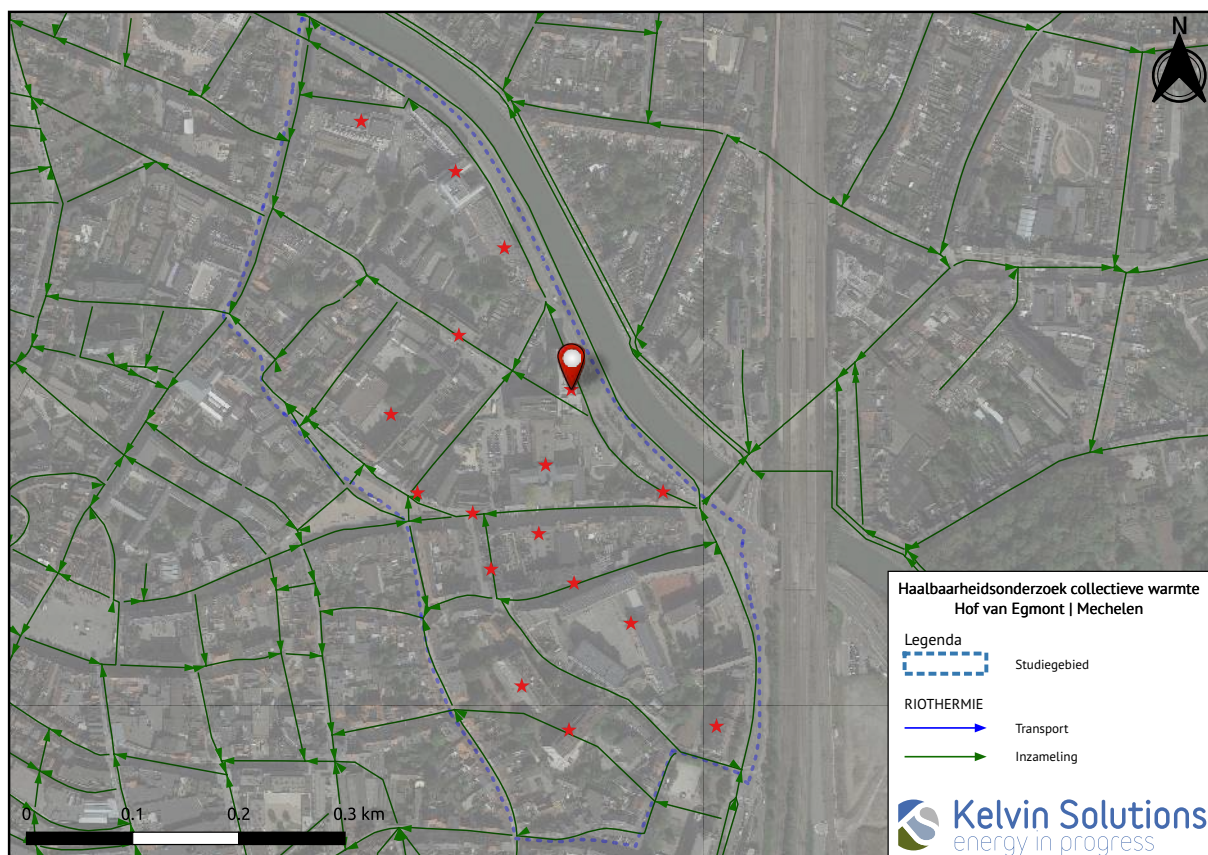 N
Haalbaarheidsonderzoek collectieve warmte
Hof van Egmont | Mechelen
Legenda
Studiegebied
RIOTHERMIE
Transport
Inzameling
0 0.1 0.2 0.3 km
Kelvin Solutions
energy in progress